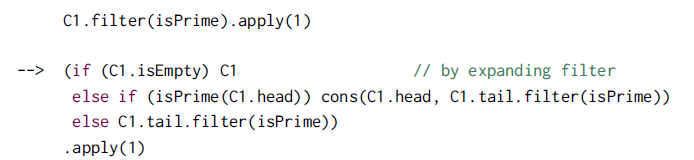 C1.filter(isPrime).apply(1)
--> (if (C1.isEmpty) C1 // by expanding filter
else if (isPrime(C1.head)) cons(C1.head, C1.tail.filter(isPrime))
else C1.tail.filter(isPrime))
.apply(1)